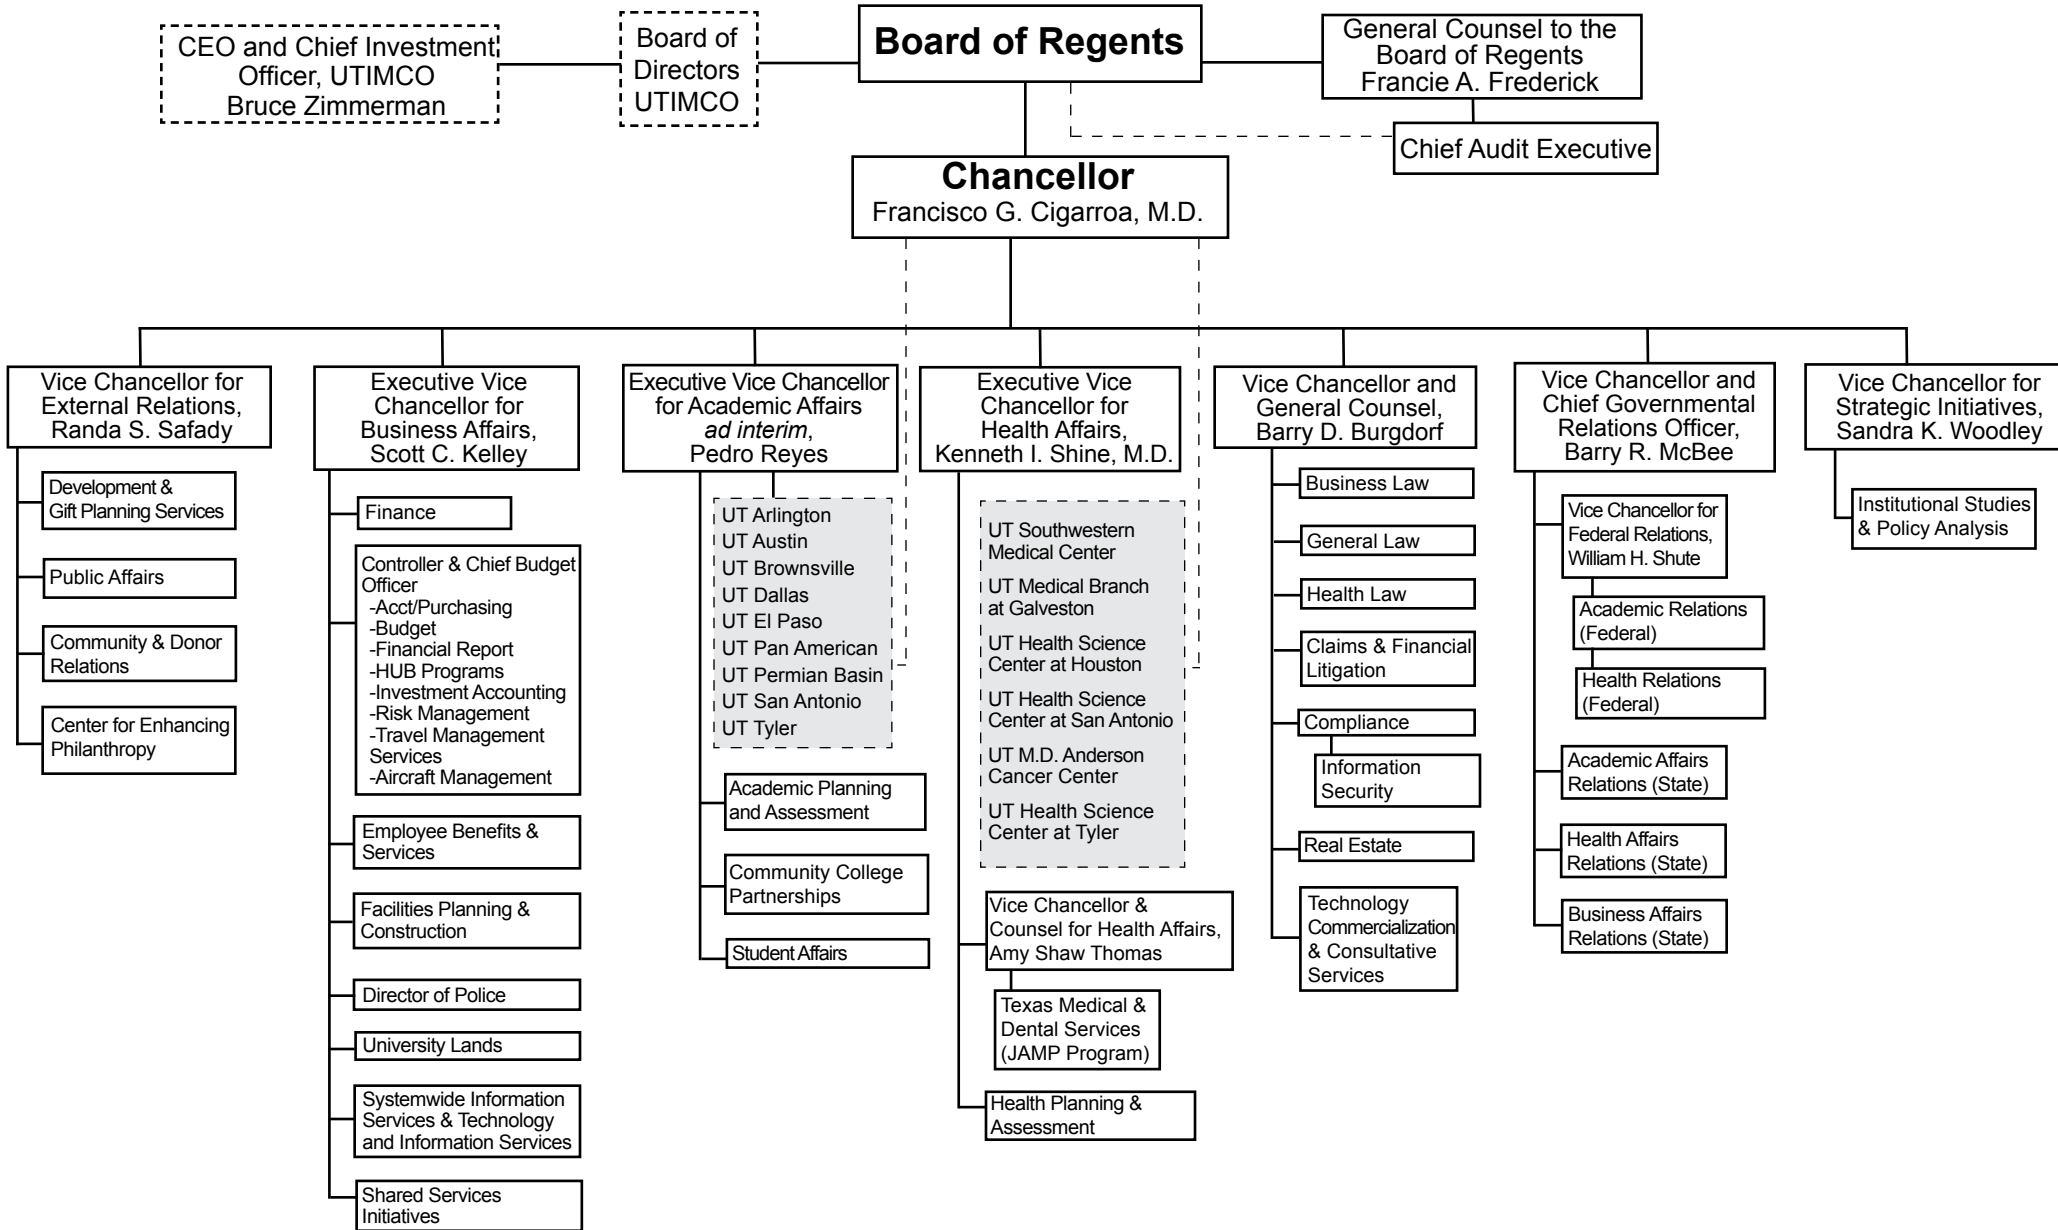 CEO and Chief Investment
Officer, UTIMCO
Bruce Zimmerman
Board of
Directors
UTIMCO
Board of Regents
General Counsel to the
Board of Regents
Francie A. Frederick
Chief Audit Executive
Chancellor
Francisco G. Cigarroa, M.D.
Vice Chancellor for
External Relations,
Randa S. Safady
Development &
Gift Planning Services
Public Affairs
Community & Donor
Relations
Center for Enhancing
Philanthropy
Executive Vice
Chancellor for
Business Affairs,
Scott C. Kelley
Finance
Controller & Chief Budget
Officer
-Acct/Purchasing
-Budget
-Financial Report
-HUB Programs
-Investment Accounting
-Risk Management
-Travel Management
Services
-Aircraft Management
Employee Benefits &
Services
Facilities Planning &
Construction
Director of Police
University Lands
Systemwide Information
Services & Technology
and Information Services
Shared Services
Initiatives
Executive Vice Chancellor
for Academic Affairs
ad interim,
Pedro Reyes
UT Arlington
UT Austin
UT Brownsville
UT Dallas
UT El Paso
UT Pan American
UT Permian Basin
UT San Antonio
UT Tyler
Academic Planning
and Assessment
Community College
Partnerships
Student Affairs
Executive Vice
Chancellor for
Health Affairs,
Kenneth I. Shine, M.D.
UT Southwestern
Medical Center
UT Medical Branch
at Galveston
UT Health Science
Center at Houston
UT Health Science
Center at San Antonio
UT M.D. Anderson
Cancer Center
UT Health Science
Center at Tyler
Vice Chancellor &
Counsel for Health Affairs,
Amy Shaw Thomas
Texas Medical &
Dental Services
(JAMP Program)
Health Planning &
Assessment
Vice Chancellor and
General Counsel,
Barry D. Burgdorf
Business Law
General Law
Health Law
Claims & Financial
Litigation
Compliance
Information
Security
Real Estate
Technology
Commercialization
& Consultative
Services
Vice Chancellor and
Chief Governmental
Relations Officer,
Barry R. McBee
Vice Chancellor for
Federal Relations,
William H. Shute
Academic Relations
(Federal)
Health Relations
(Federal)
Academic Affairs
Relations (State)
Health Affairs
Relations (State)
Business Affairs
Relations (State)
Vice Chancellor for
Strategic Initiatives,
Sandra K. Woodley
Institutional Studies
& Policy Analysis